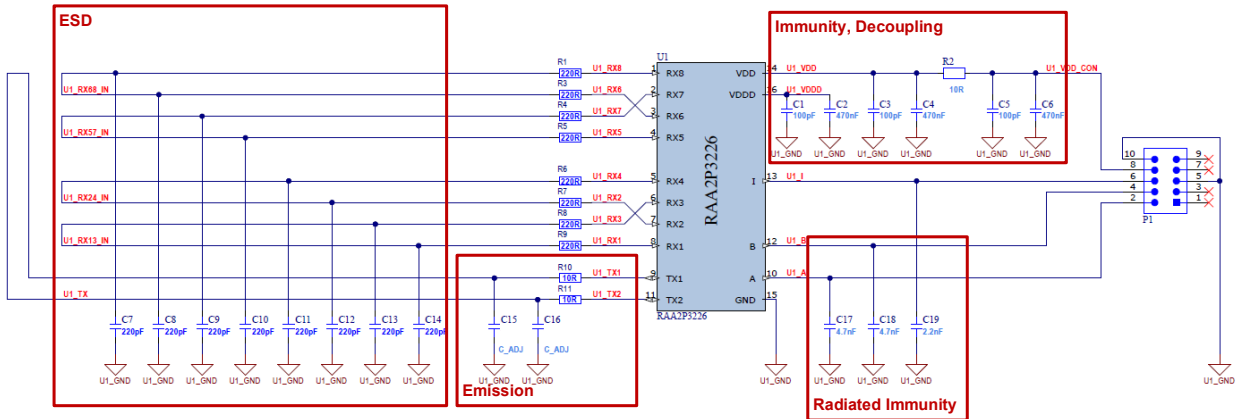 ESD
Immunity, Decoupling
R1
220R
U1_RX8
1
RX8
R3
220R
U1_RX6
2
RX7
R4
220R
U1_RX7
3
RX6
R5
220R
U1_RX5
4
RX5
R6
220R
U1_RX4
5
RX4
R7
220R
U1_RX2
6
RX3
R8
220R
U1_RX3
7
RX2
R9
220R
U1_RX1
8
RX1
R10
10R
U1_TX1
9
TX1
R11
10R
U1_TX2
11
TX2
U1_RX68_IN
U1_RX57_IN
U1_RX24_IN
U1_RX13_IN
U1_TX
U1
RAA2P3226
RAA2P3226
VDD
14
U1_VDD
VDDD
16
U1_VDDD
I
13
U1_I
B
12
U1_B
A
10
U1_A
GND
15
R2
10R
U1_VDD_CON
C1
100pF
C2
470nF
C3
100pF
C4
470nF
C5
100pF
C6
470nF
U1_GND U1_GND U1_GND U1_GND U1_GND U1_GND
10 9
8 7
6 5
4 3
2 1
P1
C7
220pF
C8
220pF
C9
220pF
C10
220pF
C11
220pF
C12
220pF
C13
220pF
C14
220pF
C15
C_ADJ
C16
C_ADJ
C17
4.7nF
C18
4.7nF
C19
2.2nF
U1_GND U1_GND U1_GND U1_GND U1_GND U1_GND U1_GND U1_GND U1_GND U1_GND U1_GND U1_GND U1_GND U1_GND U1_GND
Emission
Radiated Immunity